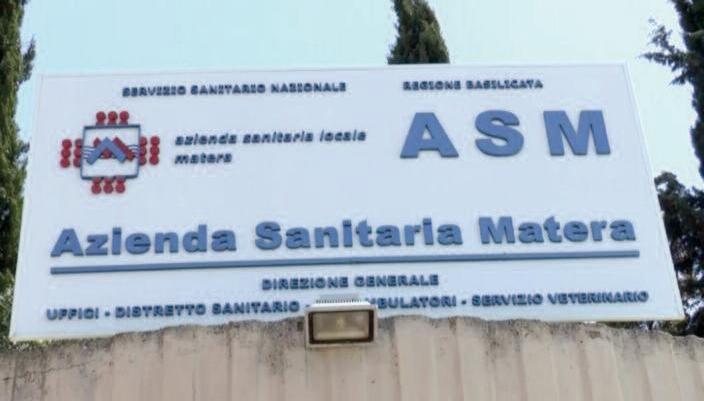 SERVIZIO SANITARIO NAZIONALE REGIONE BASILICATA
azienda sanitaria locale
matera
ASM
Azienda Sanitaria Matera
DIREZIONE GENERALE
UFFICI - DISTRETTO SANITARIO - MBULATORI - SERVIZIO VETERINARIO